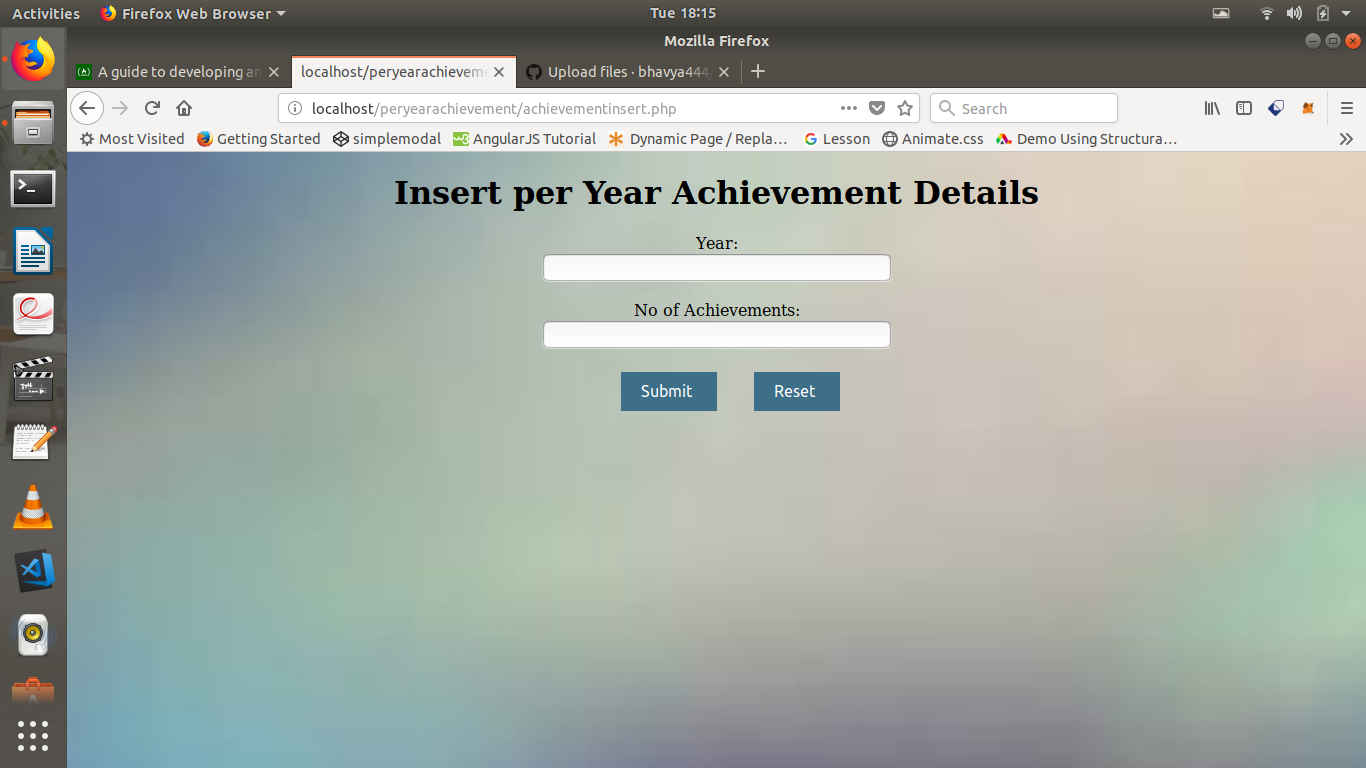 Activities Firefox Web Browser Tue 18:15
Mozilla Firefox
A guide to developing an localhost/peryearachievem Upload files · bhavya444
localhost/peryearachievement/achievementinsert.php Search
Most Visited Getting Started simplemodal AngularJS Tutorial Dynamic Page / Repla… Lesson Animate.css Demo Using Structura…
Insert per Year Achievement Details
Year:
No of Achievements:
Submit Reset